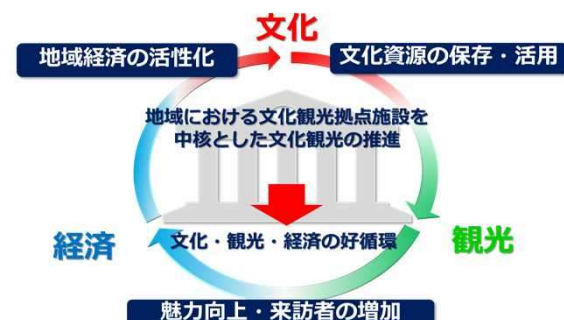 文化
地域経済の活性化
文化資源の保存・活用
地域における文化観光拠点施設を
中核とした文化観光の推進
経済
文化・観光・経済の好循環
観光
魅力向上・来訪者の増加